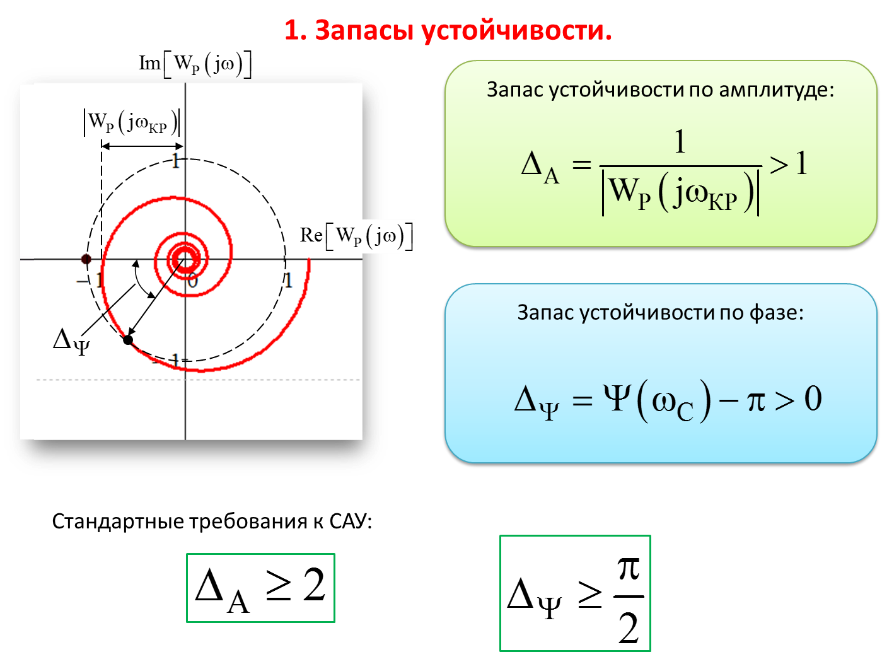 1. Запасы устойчивости.
Im[W_P(jω)]
|W_P(jω_КР)|
1
Re[W_P(jω)]
−1
0
1
Δ_Ψ
−1
Запас устойчивости по амплитуде:
Δ_A = 1 / |W_P(jω_КР)| > 1
Запас устойчивости по фазе:
Δ_Ψ = Ψ(ω_C) − π > 0
Стандартные требования к САУ:
Δ_A ≥ 2
Δ_Ψ ≥ π / 2